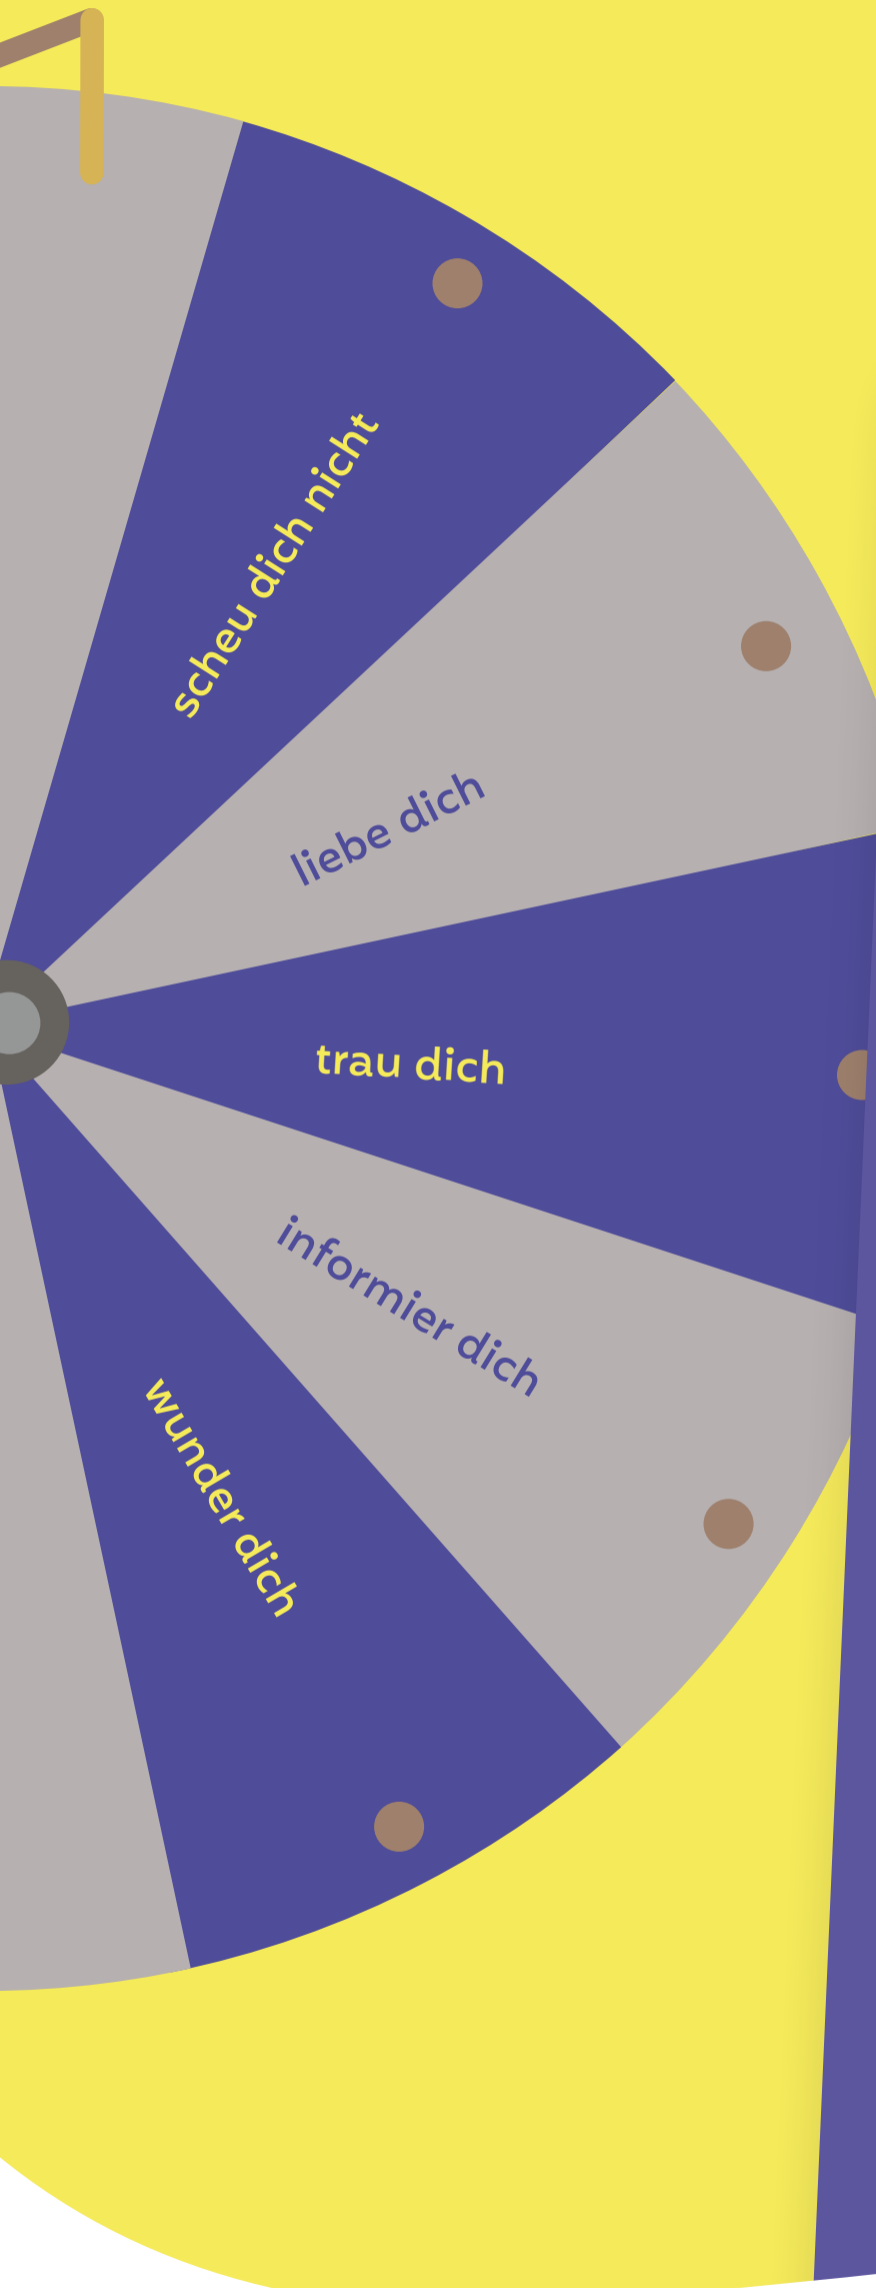 scheu dich nicht
liebe dich
trau dich
informier dich
wunder dich